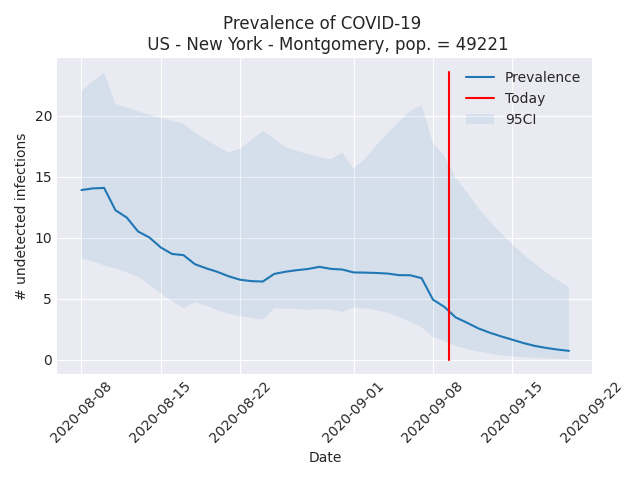 Prevalence of COVID-19
US - New York - Montgomery, pop. = 49221
Prevalence
Today
95CI
# undetected infections
20
15
10
5
0
2020-08-08
2020-08-15
2020-08-22
2020-09-01
2020-09-08
2020-09-15
2020-09-22
Date